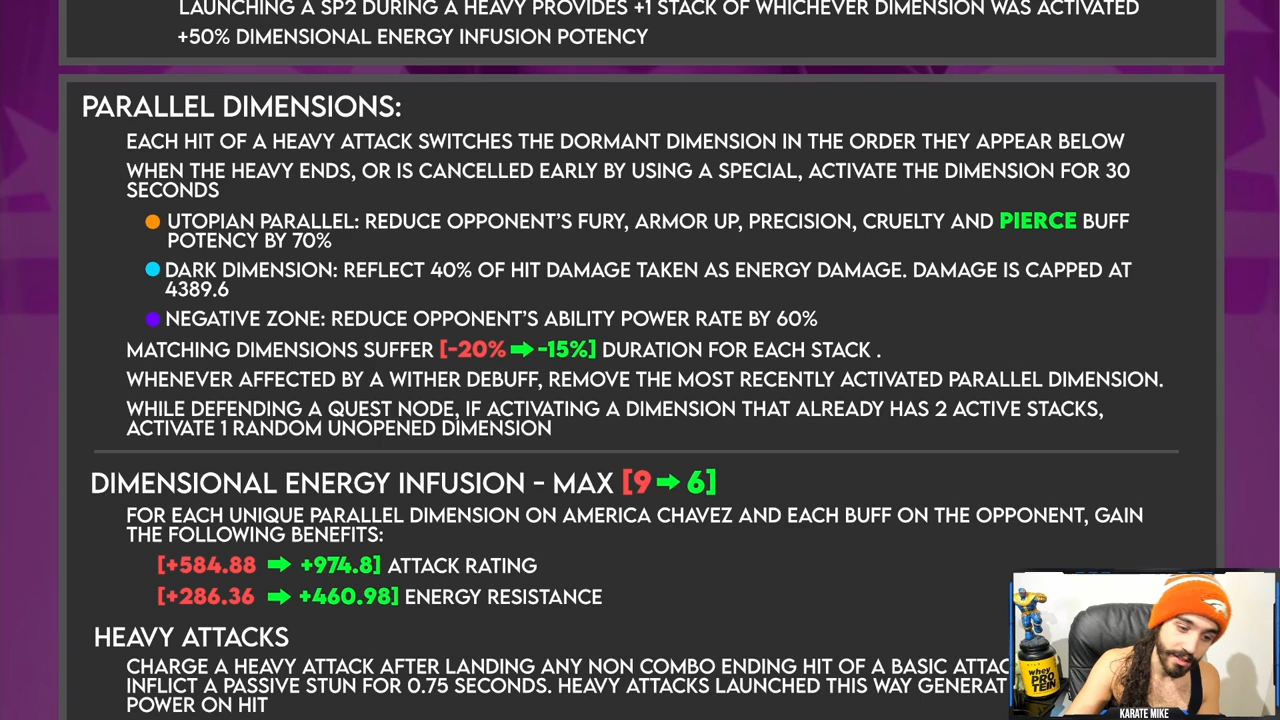 LAUNCHING A SP2 DURING A HEAVY PROVIDES +1 STACK OF WHICHEVER DIMENSION WAS ACTIVATED
+50% DIMENSIONAL ENERGY INFUSION POTENCY
PARALLEL DIMENSIONS:
EACH HIT OF A HEAVY ATTACK SWITCHES THE DORMANT DIMENSION IN THE ORDER THEY APPEAR BELOW
WHEN THE HEAVY ENDS, OR IS CANCELLED EARLY BY USING A SPECIAL, ACTIVATE THE DIMENSION FOR 30
SECONDS
UTOPIAN PARALLEL: REDUCE OPPONENT'S FURY, ARMOR UP, PRECISION, CRUELTY AND PIERCE BUFF
POTENCY BY 70%
DARK DIMENSION: REFLECT 40% OF HIT DAMAGE TAKEN AS ENERGY DAMAGE. DAMAGE IS CAPPED AT
4389.6
NEGATIVE ZONE: REDUCE OPPONENT'S ABILITY POWER RATE BY 60%
MATCHING DIMENSIONS SUFFER [-20% ➡ -15%] DURATION FOR EACH STACK .
WHENEVER AFFECTED BY A WITHER DEBUFF, REMOVE THE MOST RECENTLY ACTIVATED PARALLEL DIMENSION.
WHILE DEFENDING A QUEST NODE, IF ACTIVATING A DIMENSION THAT ALREADY HAS 2 ACTIVE STACKS,
ACTIVATE 1 RANDOM UNOPENED DIMENSION
DIMENSIONAL ENERGY INFUSION - MAX [9 ➡ 6]
FOR EACH UNIQUE PARALLEL DIMENSION ON AMERICA CHAVEZ AND EACH BUFF ON THE OPPONENT, GAIN
THE FOLLOWING BENEFITS:
[+584.88 ➡ +974.8] ATTACK RATING
[+286.36 ➡ +460.98] ENERGY RESISTANCE
HEAVY ATTACKS
CHARGE A HEAVY ATTACK AFTER LANDING ANY NON COMBO ENDING HIT OF A BASIC ATTAC
INFLICT A PASSIVE STUN FOR 0.75 SECONDS. HEAVY ATTACKS LAUNCHED THIS WAY GENERAT
POWER ON HIT
whey
PRO
TEIN
KARATE MIKE